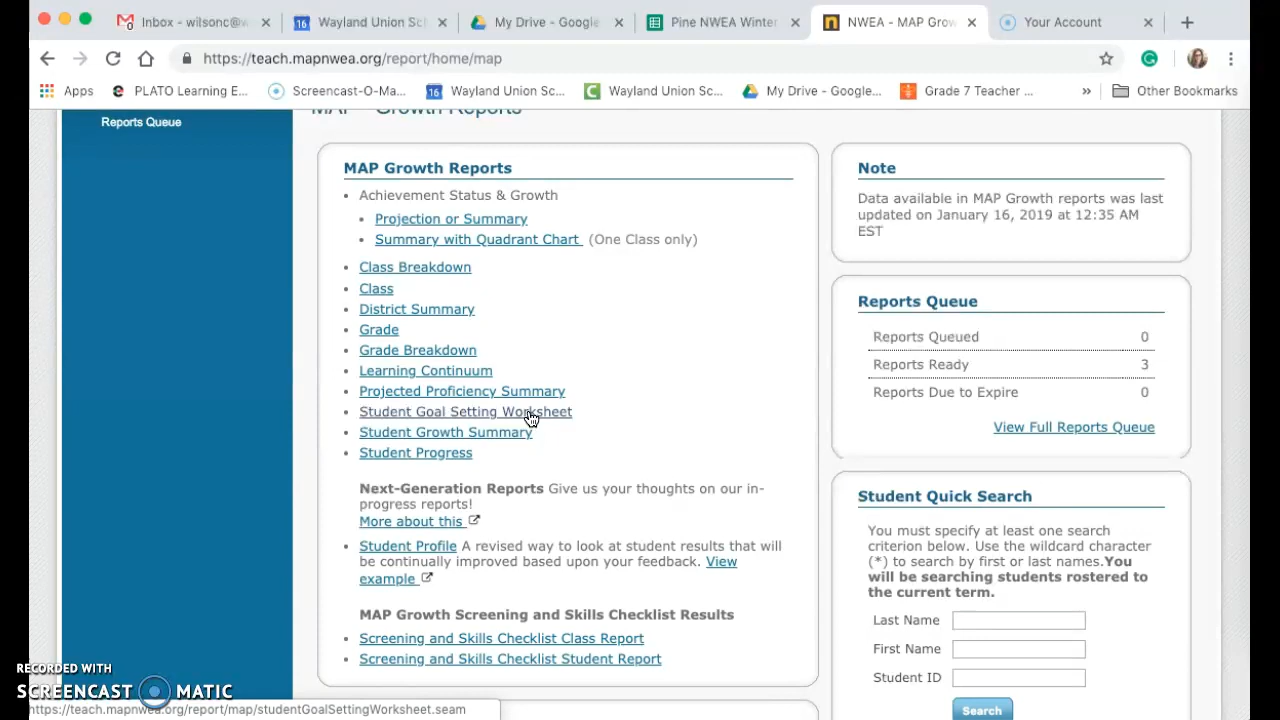 Inbox - wilsonc@w
Wayland Union Sc
My Drive - Google
Pine NWEA Winter
NWEA - MAP Grow
Your Account
https://teach.mapnwea.org/report/home/map
Apps
PLATO Learning E...
Screencast-O-Ma...
Wayland Union Sc...
Wayland Union Sc...
My Drive - Google...
Grade 7 Teacher ...
»
Other Bookmarks
Reports Queue
MAP Growth Reports
Achievement Status & Growth
Projection or Summary
Summary with Quadrant Chart (One Class only)
Class Breakdown
Class
District Summary
Grade
Grade Breakdown
Learning Continuum
Projected Proficiency Summary
Student Goal Setting Worksheet
Student Growth Summary
Student Progress
Next-Generation Reports Give us your thoughts on our in-
progress reports!
More about this
Student Profile A revised way to look at student results that will
be continually improved based upon your feedback. View
example
MAP Growth Screening and Skills Checklist Results
Screening and Skills Checklist Class Report
Screening and Skills Checklist Student Report
Note
Data available in MAP Growth reports was last
updated on January 16, 2019 at 12:35 AM
EST
Reports Queue
Reports Queued 0
Reports Ready 3
Reports Due to Expire 0
View Full Reports Queue
Student Quick Search
You must specify at least one search
criterion below. Use the wildcard character
(*) to search by first or last names.You
will be searching students rostered to
the current term.
Last Name
First Name
Student ID
Search
RECORDED WITH
SCREENCAST MATIC
https://teach.mapnwea.org/report/map/studentGoalSettingWorksheet.seam